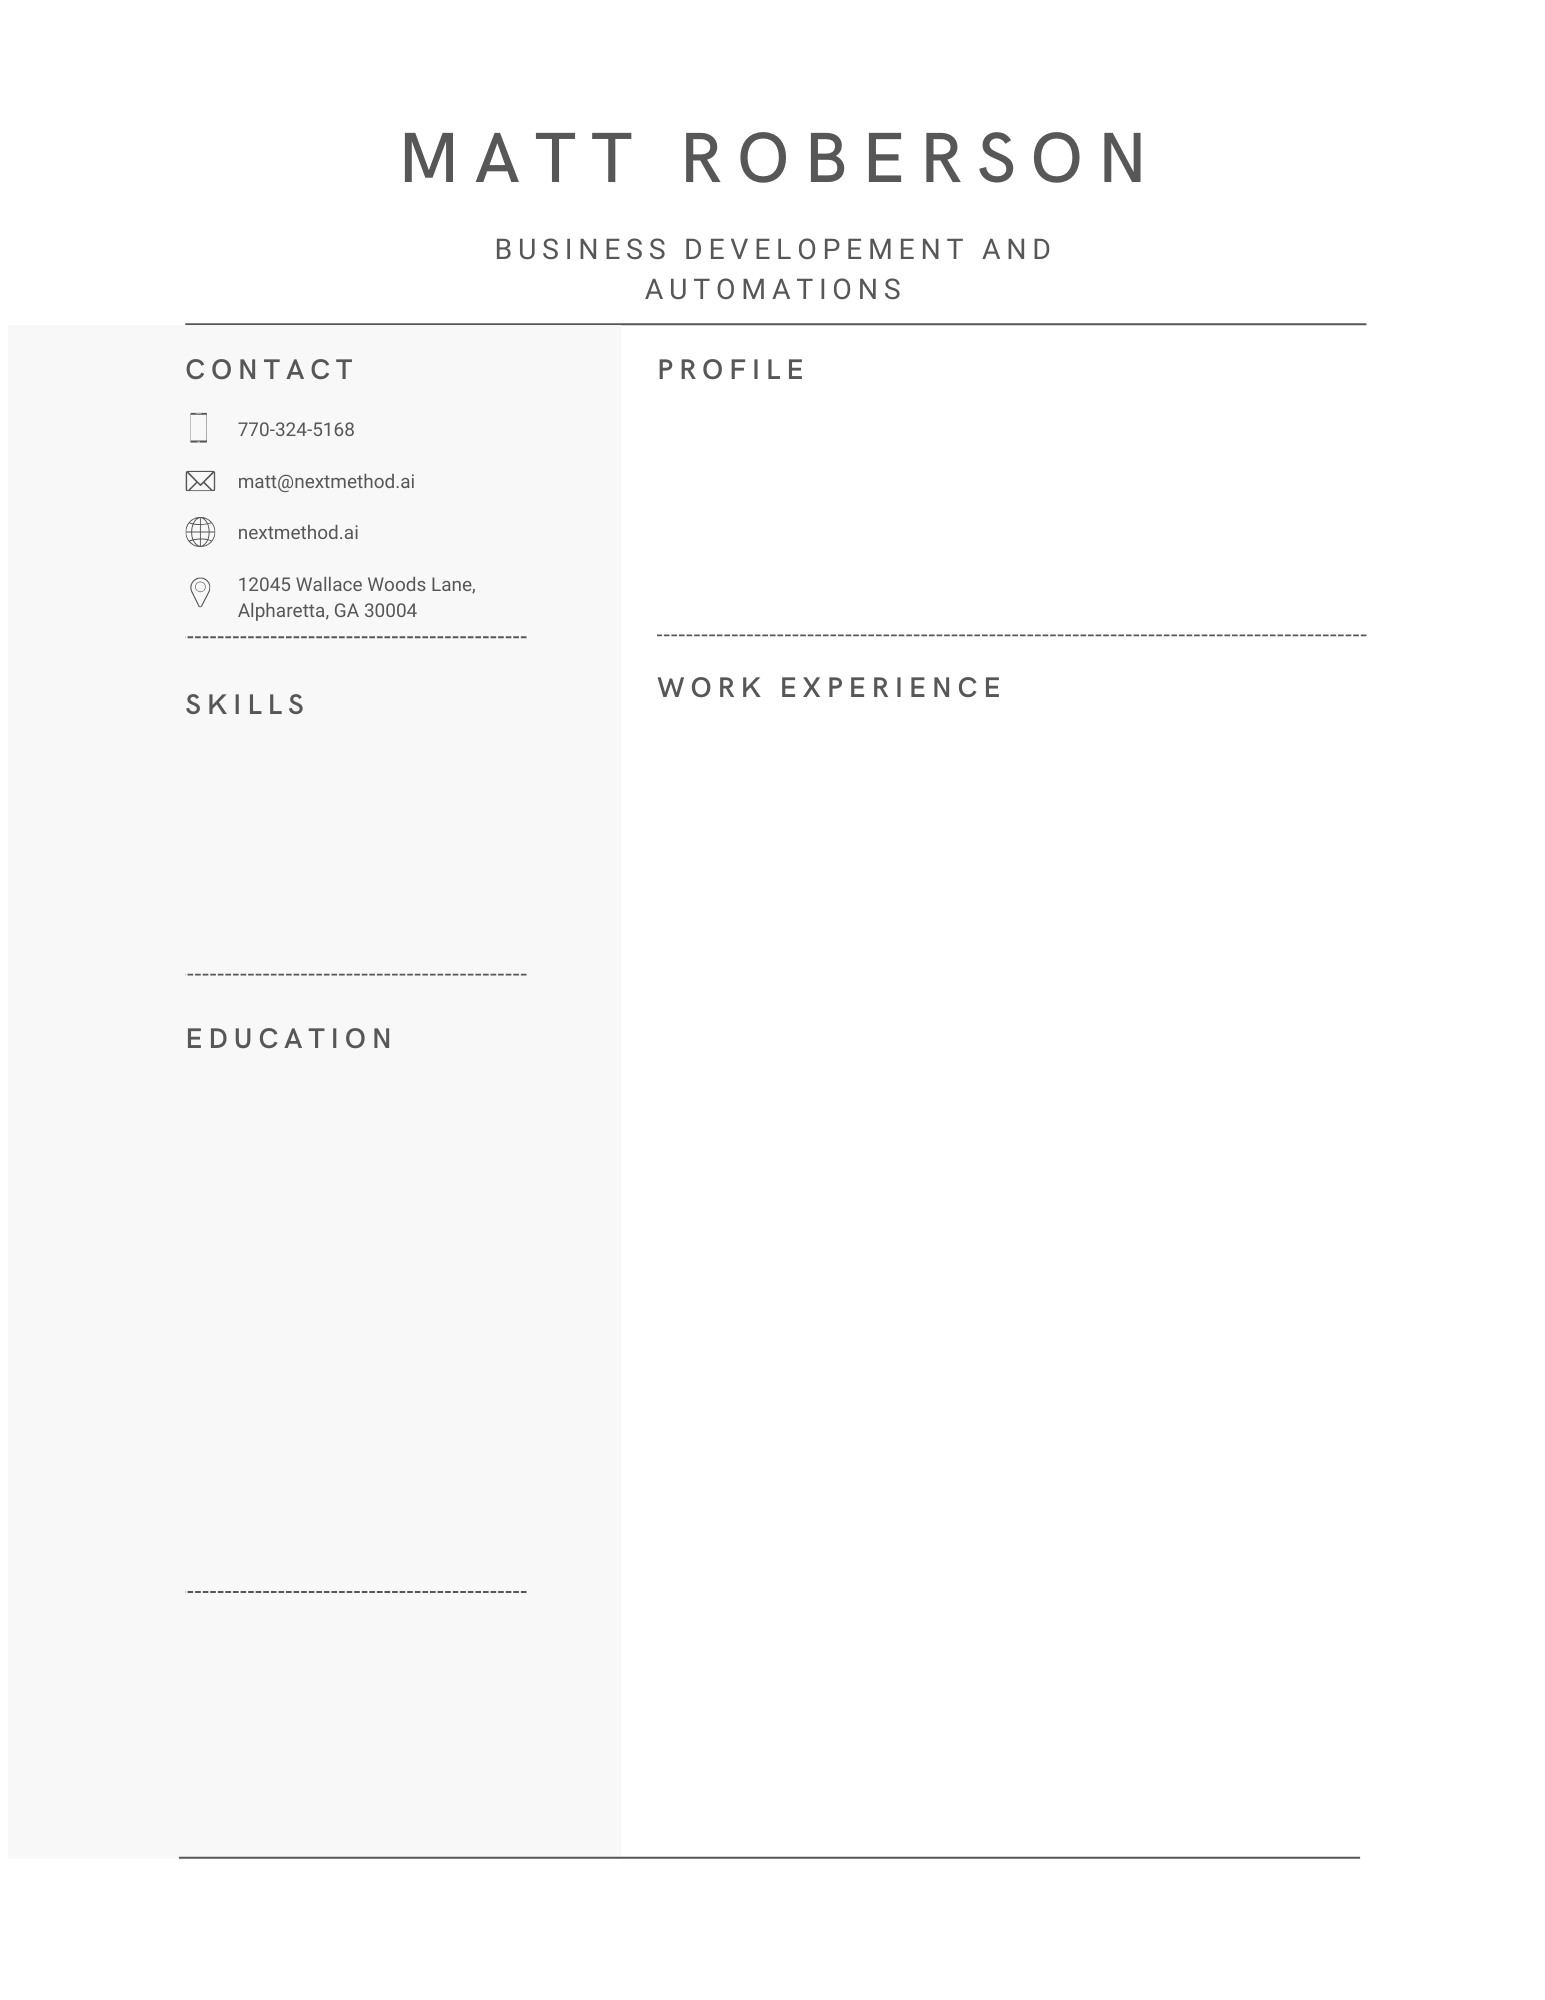 MATT ROBERSON
BUSINESS DEVELOPEMENT AND
AUTOMATIONS
CONTACT
770-324-5168
matt@nextmethod.ai
nextmethod.ai
12045 Wallace Woods Lane,
Alpharetta, GA 30004
SKILLS
EDUCATION
PROFILE
WORK EXPERIENCE